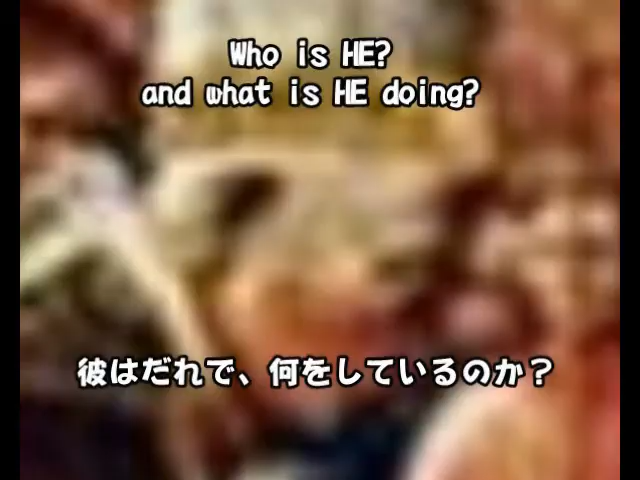 Who is HE?
and what is HE doing?
彼はだれで、何をしているのか？